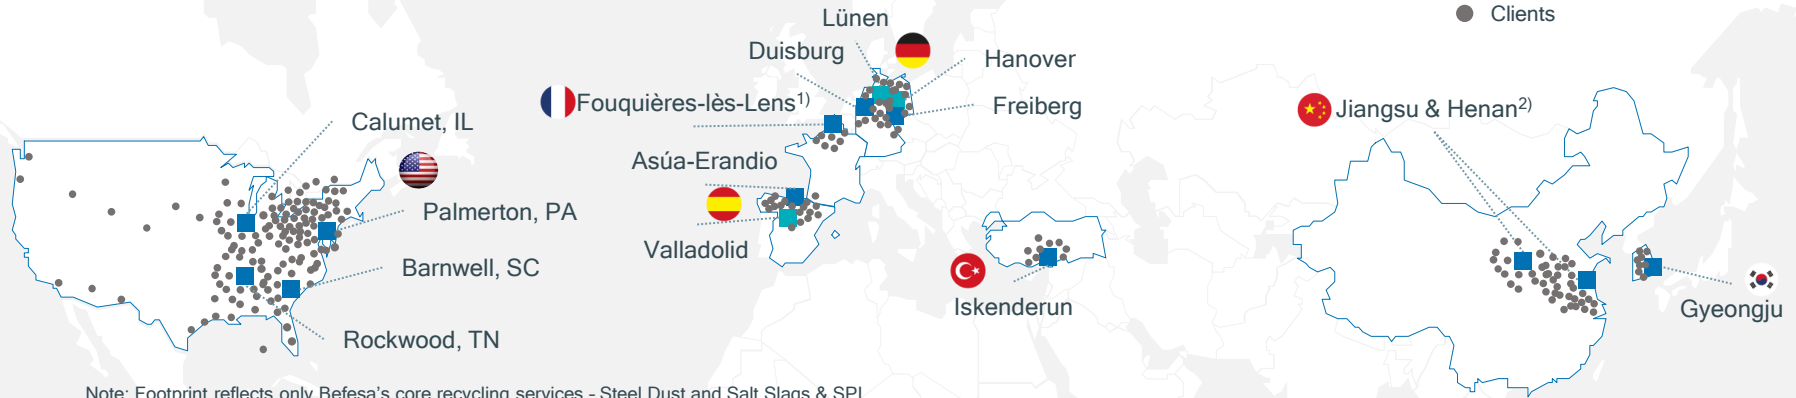 Clients
Lünen
Duisburg
Hanover
Fouquières-lès-Lens1)
Freiberg
Jiangsu & Henan2)
Calumet, IL
Asúa-Erandio
Palmerton, PA
Valladolid
Barnwell, SC
Iskenderun
Gyeongju
Rockwood, TN
Note: Footprint reflects only Befesa's core recycling services - Steel Dust and Salt Slags & SPL